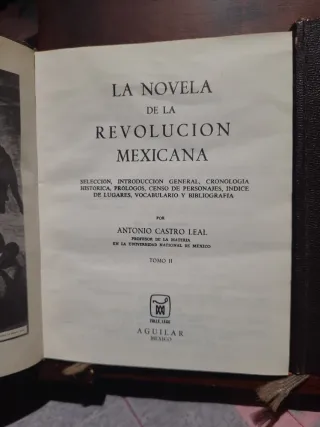 LA NOVELA
DE LA
REVOLUCION
MEXICANA
SELECCION, INTRODUCCION GENERAL, CRONOLOGIA
HISTORICA, PROLOGOS, CENSO DE PERSONAJES, INDICE
DE LUGARES, VOCABULARIO Y BIBLIOGRAFIA
POR
ANTONIO CASTRO LEAL
PROFESOR DE LA MATERIA
EN LA UNIVERSIDAD NACIONAL DE MEXICO
TOMO II
AGUILAR
MEXICO